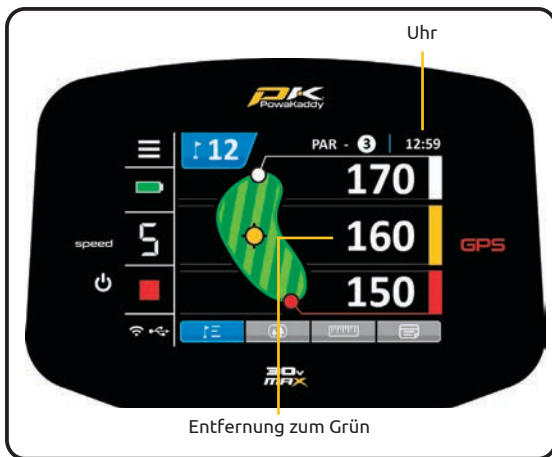 Uhr
PK
PowaKaddy
12
PAR - 3
12:59
170
speed
5
160
GPS
150
30v
MAX
Entfernung zum Grün